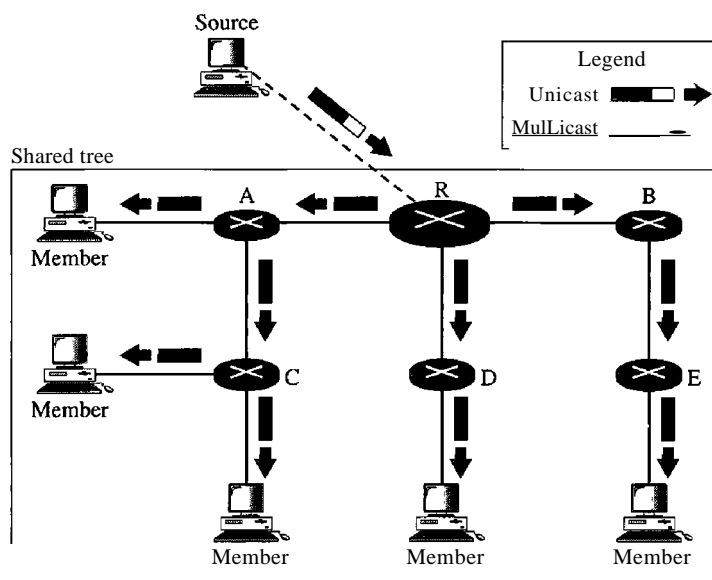 Source
Legend
Unicast
MulLicast
Shared tree
A
R
B
Member
C
D
E
Member
Member
Member
Member